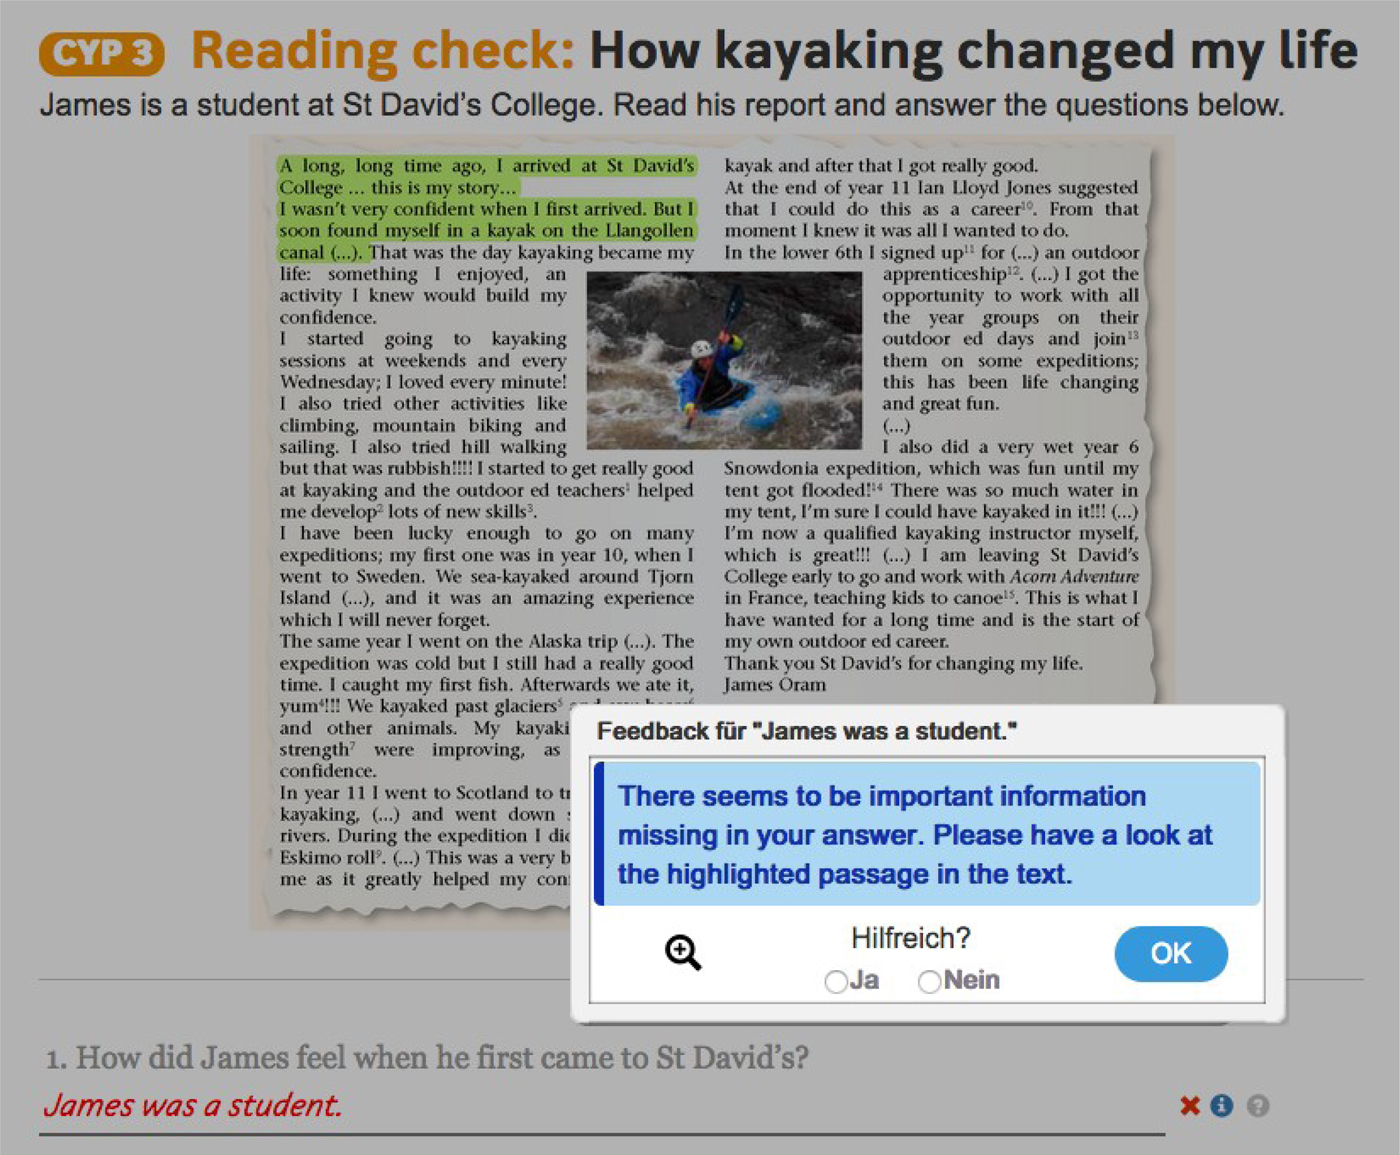 CYP 3 Reading check: How kayaking changed my life
James is a student at St David's College. Read his report and answer the questions below.
A long, long time ago, I arrived at St David's
College ... this is my story...
I wasn't very confident when I first arrived. But I
soon found myself in a kayak on the Llangollen
canal (...). That was the day kayaking became my
life: something I enjoyed, an
activity I knew would build my
confidence.
I started going to kayaking
sessions at weekends and every
Wednesday; I loved every minute!
I also tried other activities like
climbing, mountain biking and
sailing. I also tried hill walking
but that was rubbish!!!! I started to get really good
at kayaking and the outdoor ed teachers¹ helped
me develop² lots of new skills³.
I have been lucky enough to go on many
expeditions; my first one was in year 10, when I
went to Sweden. We sea-kayaked around Tjorn
Island (...), and it was an amazing experience
which I will never forget.
The same year I went on the Alaska trip (...). The
expedition was cold but I still had a really good
time. I caught my first fish. Afterwards we ate it,
yum⁴!!! We kayaked past glaciers⁵
and other animals. My kayaki
strength⁷ were improving, as
confidence.
In year 11 I went to Scotland to tr
kayaking, (...) and went down
rivers. During the expedition I did
Eskimo roll⁹. (...) This was a very b
me as it greatly helped my con
kayak and after that I got really good.
At the end of year 11 Ian Lloyd Jones suggested
that I could do this as a career¹⁰. From that
moment I knew it was all I wanted to do.
In the lower 6th I signed up¹¹ for (...) an outdoor
apprenticeship¹². (...) I got the
opportunity to work with all
the year groups on their
outdoor ed days and join¹³
them on some expeditions;
this has been life changing
and great fun.
(...)
I also did a very wet year 6
Snowdonia expedition, which was fun until my
tent got flooded!¹⁴ There was so much water in
my tent, I'm sure I could have kayaked in it!!! (...)
I'm now a qualified kayaking instructor myself,
which is great!!! (...) I am leaving St David's
College early to go and work with Acorn Adventure
in France, teaching kids to canoe¹⁵. This is what I
have wanted for a long time and is the start of
my own outdoor ed career.
Thank you St David's for changing my life.
James Oram
Feedback für "James was a student."
There seems to be important information
missing in your answer. Please have a look at
the highlighted passage in the text.
Hilfreich?
Ja Nein
OK
1. How did James feel when he first came to St David's?
James was a student.